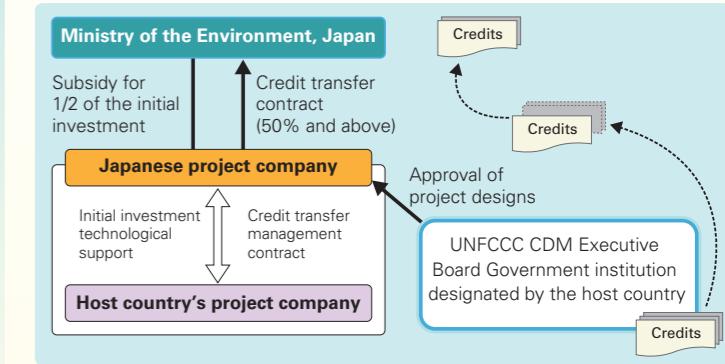 Ministry of the Environment, Japan
Credits
Subsidy for
1/2 of the initial
investment
Credit transfer
contract
(50% and above)
Credits
Japanese project company
Approval of
project designs
Initial investment
technological
support
Credit transfer
management
contract
UNFCCC CDM Executive
Board Government institution
designated by the host country
Host country's project company
Credits